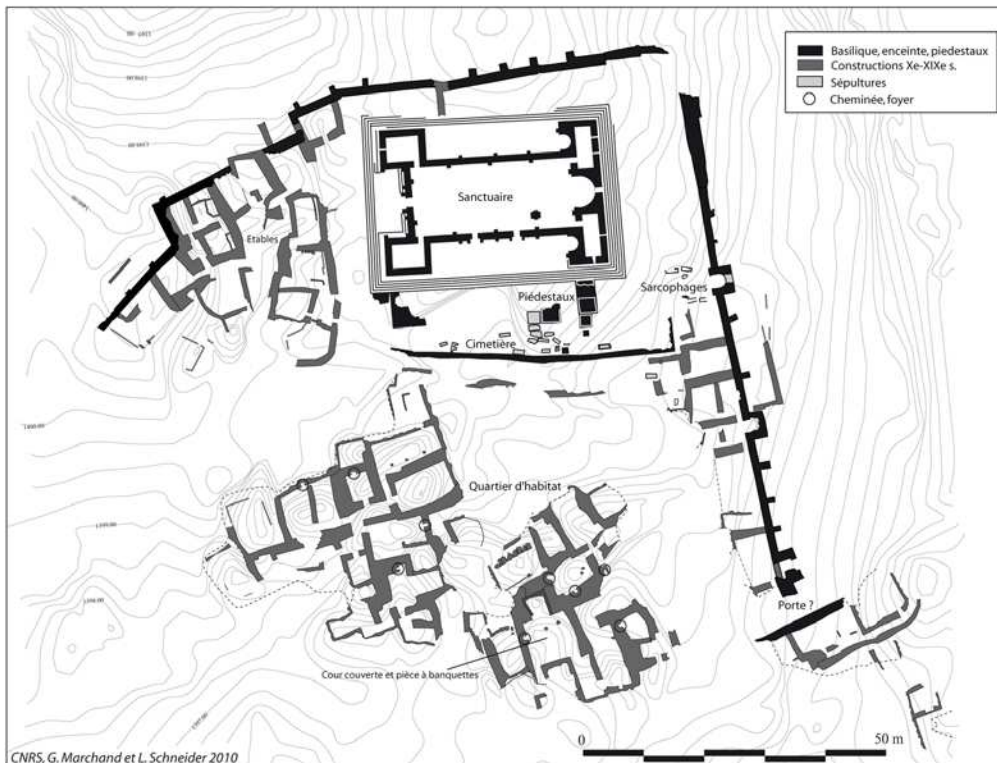 Basilique, enceinte, piedestaux
Constructions Xe-XIXe s.
Sépultures
Cheminée, foyer
Sanctuaire
Etables
Sarcophages
Piédestaux
Cimetière
Quartier d'habitat
Porte ?
Cour couverte et pièce à banquettes
0
50 m
CNRS, G. Marchand et L. Schneider 2010